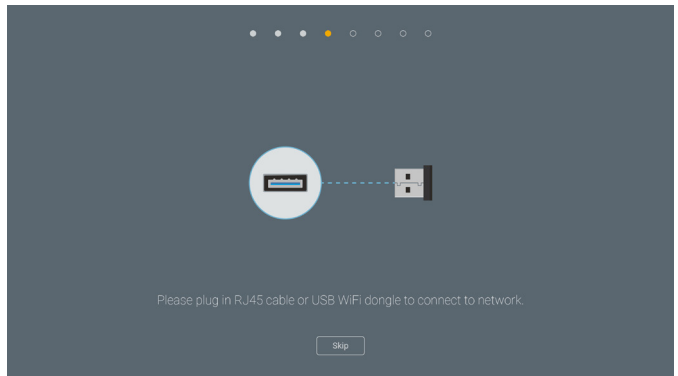 Please plug in RJ45 cable or USB WiFi dongle to connect to network.
Skip